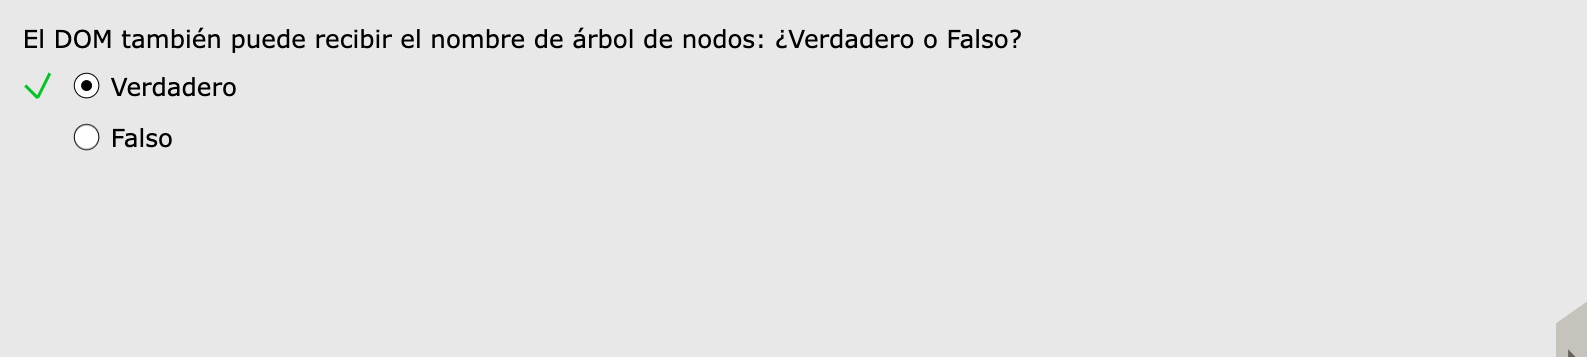 El DOM también puede recibir el nombre de árbol de nodos: ¿Verdadero o Falso?
Verdadero
Falso